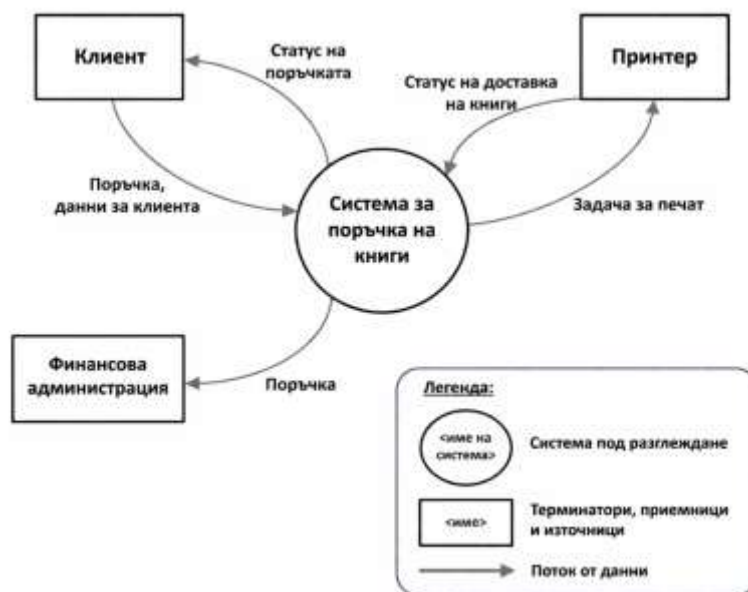 Клиент
Статус на
поръчката
Принтер
Статус на доставка
на книги
Поръчка,
данни за клиента
Система за
поръчка на
книги
Задача за печат
Финансова
администрация
Поръчка
Легенда:
<име на
система>
Система под разглеждане
<име>
Терминатори, приемници
и източници
Поток от данни